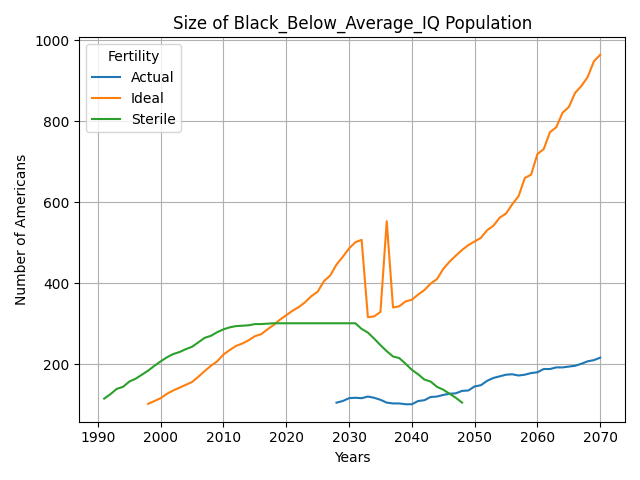 Size of Black_Below_Average_IQ Population
Number of Americans
1000
800
600
400
200
Fertility
Actual
Ideal
Sterile
1990 2000 2010 2020 2030 2040 2050 2060 2070
Years